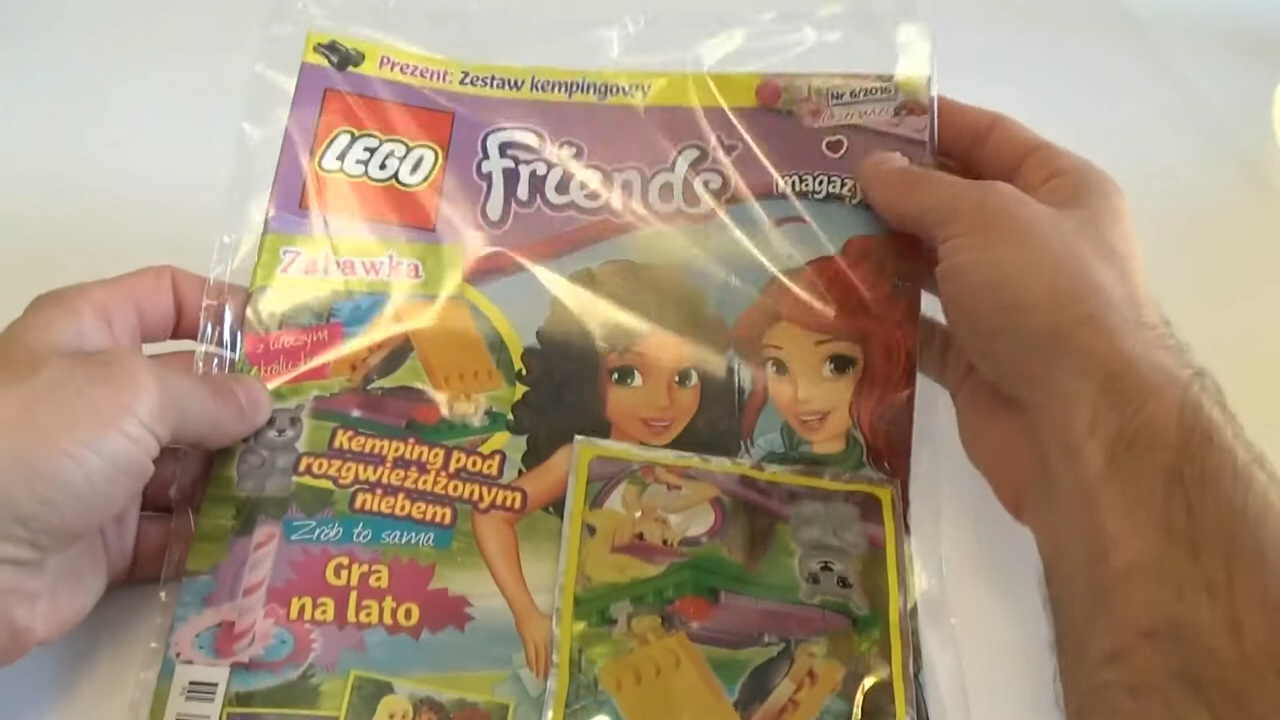 Prezent: Zestaw kempingowy
Nr 6/2016
LEGO
friends
Zabawka
Kemping pod
rozgwieżdżonym
niebem
Zrób to sama
Gra
na lato